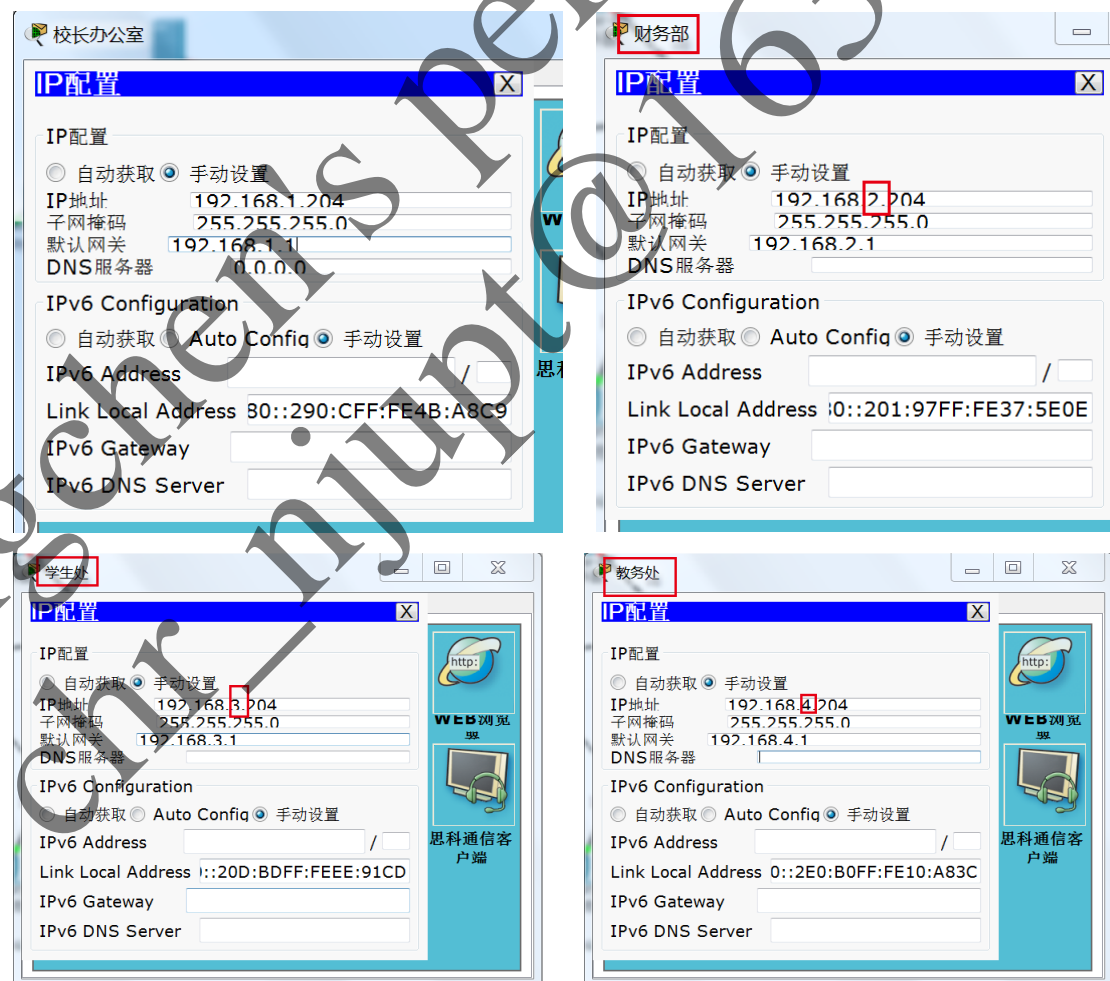 校长办公室
IP配置 X
IP配置
自动获取 手动设置
IP地址 192.168.1.204
子网掩码 255.255.255.0
默认网关 192.168.1.1
DNS服务器 0.0.0.0
IPv6 Configuration
自动获取 Auto Config 手动设置
IPv6 Address /
Link Local Address 80::290:CFF:FE4B:A8C9
IPv6 Gateway
IPv6 DNS Server
财务部
IP配置 X
IP配置
自动获取 手动设置
IP地址 192.168.2.204
子网掩码 255.255.255.0
默认网关 192.168.2.1
DNS服务器
IPv6 Configuration
自动获取 Auto Config 手动设置
IPv6 Address /
Link Local Address 0::201:97FF:FE37:5E0E
IPv6 Gateway
IPv6 DNS Server
学生处
IP配置 X
IP配置
自动获取 手动设置
IP地址 192.168.3.204
子网掩码 255.255.255.0
默认网关 192.168.3.1
DNS服务器
IPv6 Configuration
自动获取 Auto Config 手动设置
IPv6 Address /
Link Local Address ::20D:BDFF:FEEE:91CD
IPv6 Gateway
IPv6 DNS Server
http:
WEB浏览
器
思科通信客
户端
教务处
IP配置 X
IP配置
自动获取 手动设置
IP地址 192.168.4.204
子网掩码 255.255.255.0
默认网关 192.168.4.1
DNS服务器
IPv6 Configuration
自动获取 Auto Config 手动设置
IPv6 Address /
Link Local Address 0::2E0:B0FF:FE10:A83C
IPv6 Gateway
IPv6 DNS Server
http:
WEB浏览
器
思科通信客
户端
chr_njupt@163